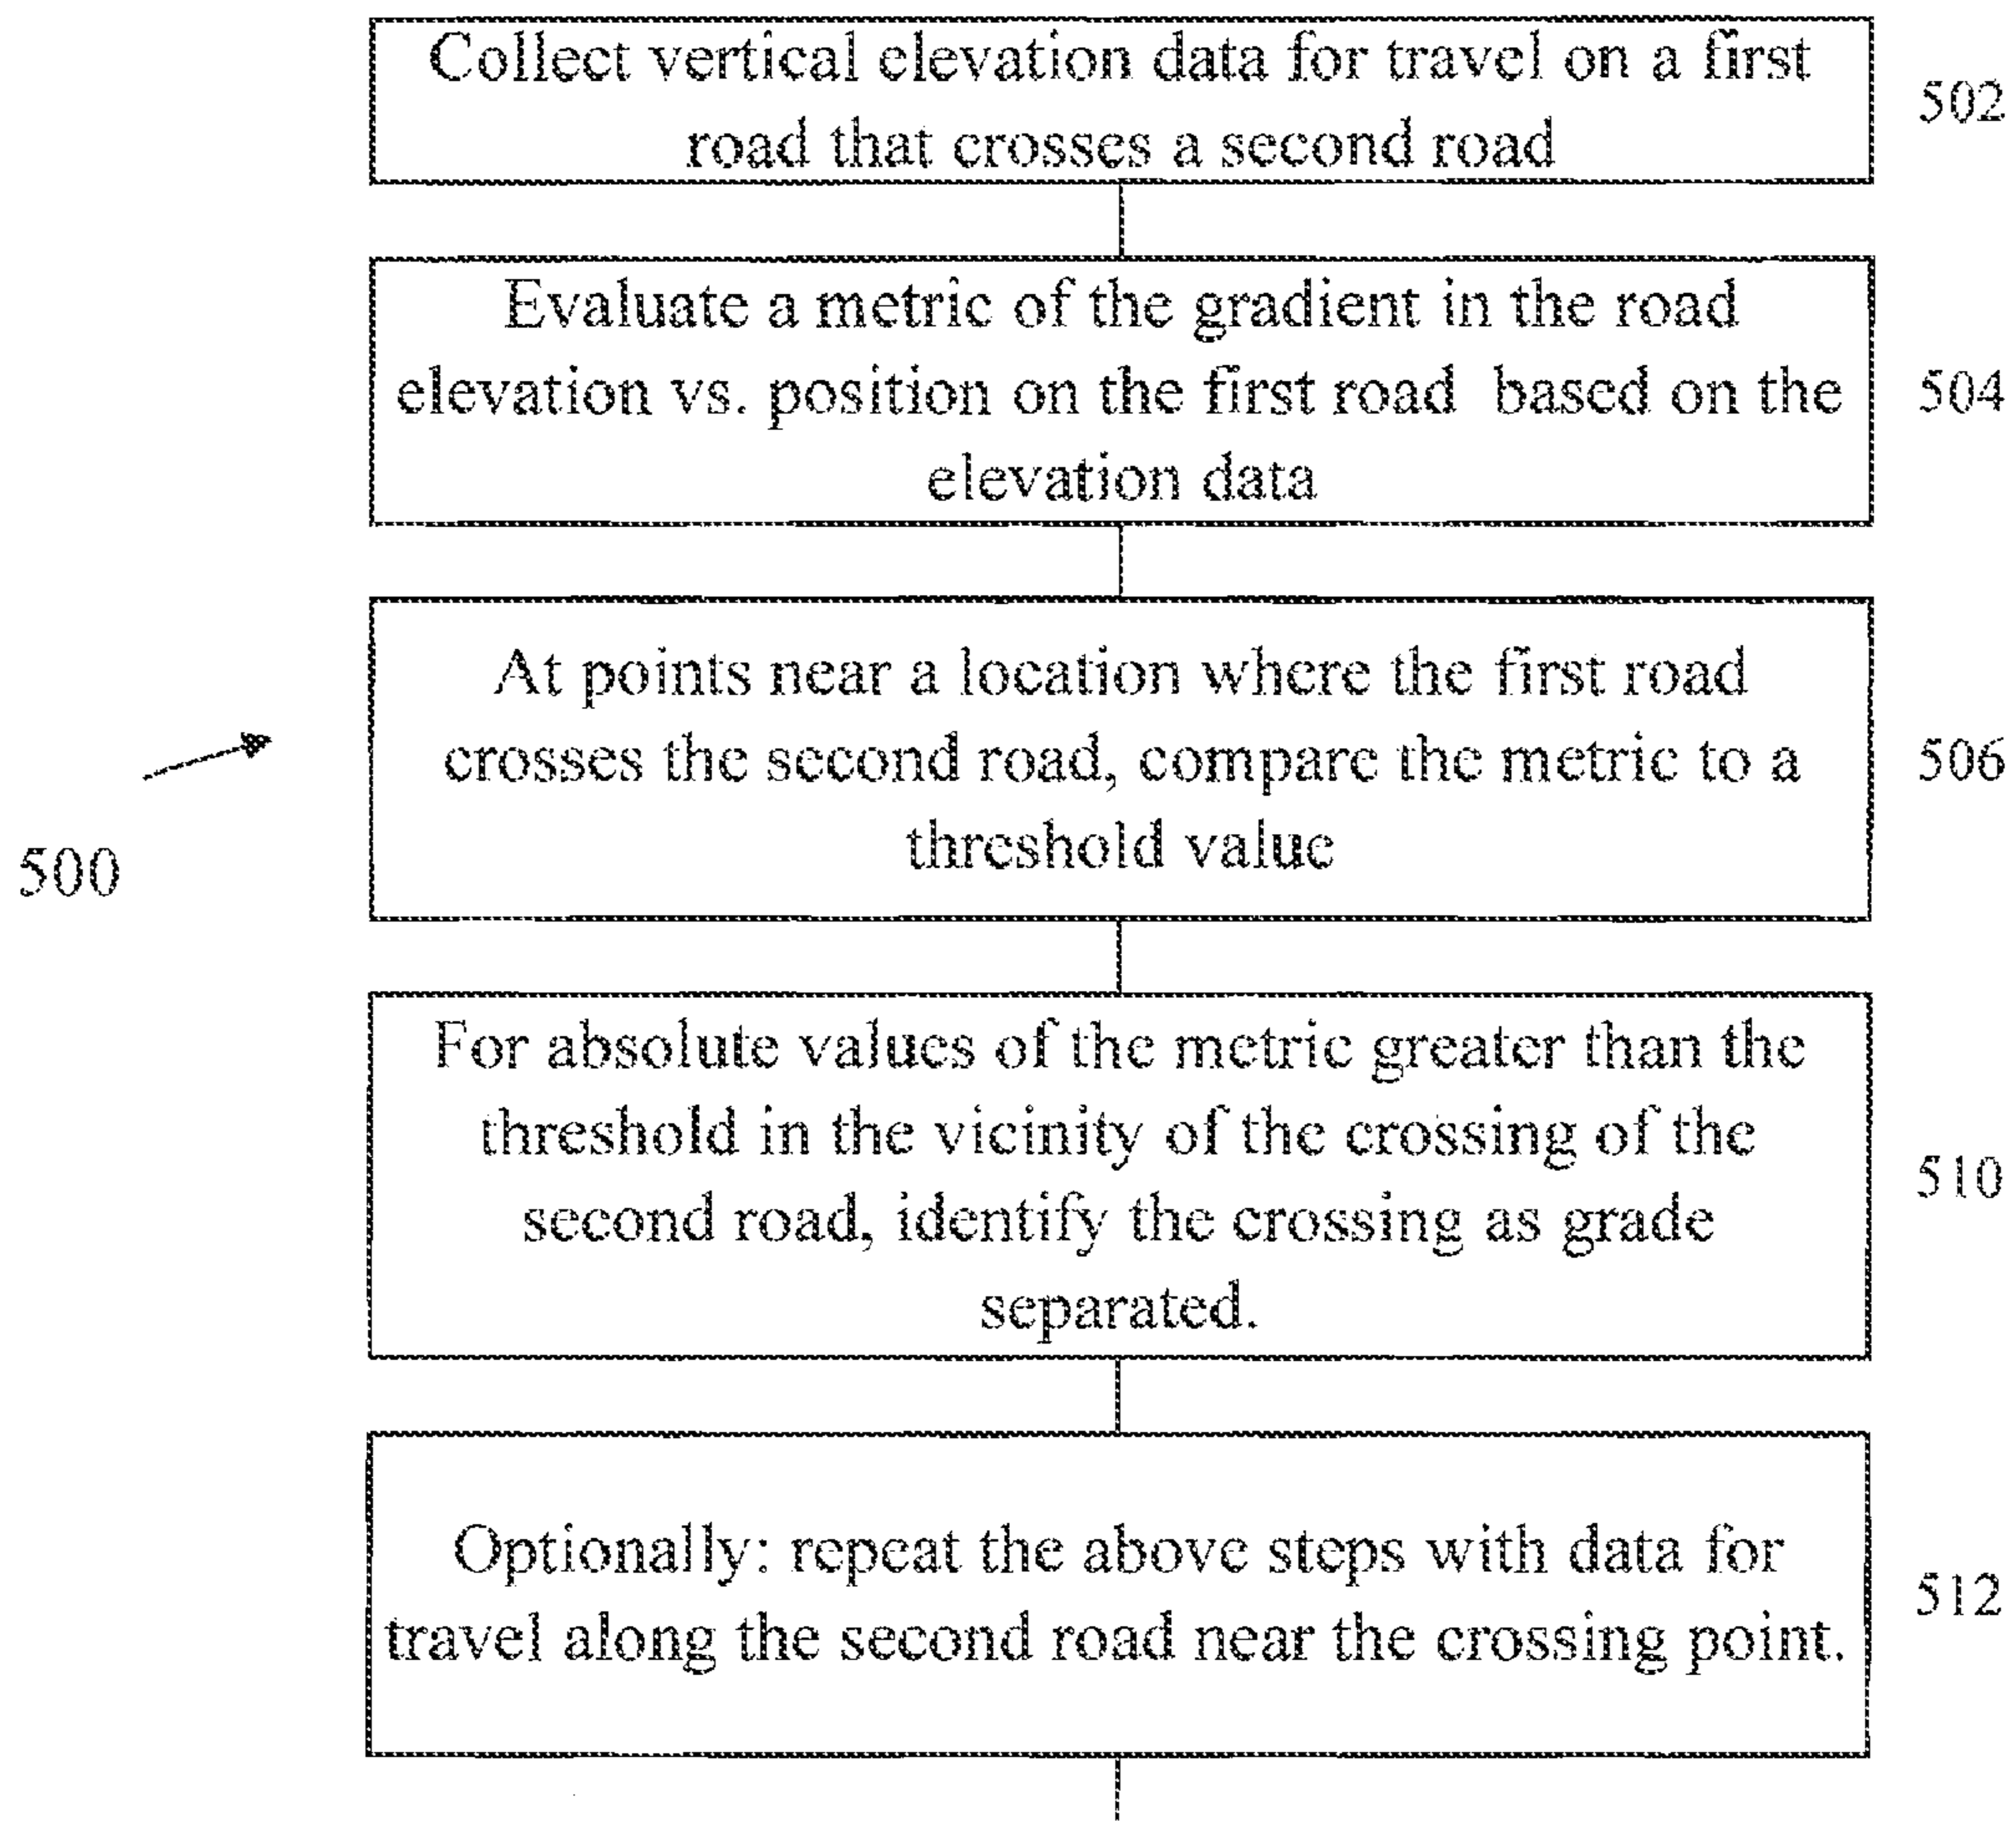 Collect vertical elevation data for travel on a first
road that crosses a second road
502
Evaluate a metric of the gradient in the road
elevation vs. position on the first road based on the
elevation data
504
At points near a location where the first road
crosses the second road, compare the metric to a
threshold value
506
500
For absolute values of the metric greater than the
threshold in the vicinity of the crossing of the
second road, identify the crossing as grade
separated.
510
Optionally: repeat the above steps with data for
travel along the second road near the crossing point.
512